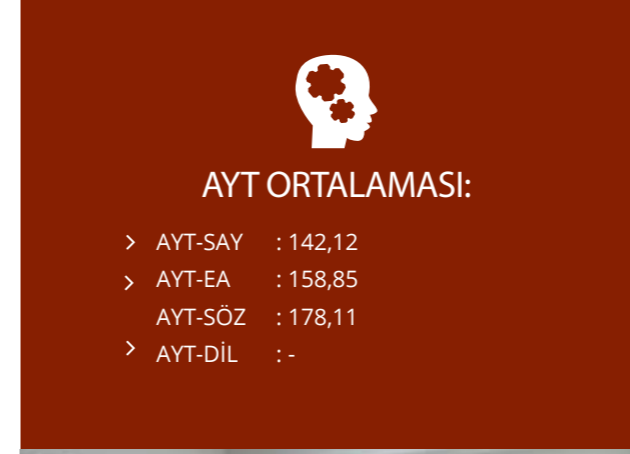 AYT ORTALAMASI:
AYT-SAY : 142,12
AYT-EA : 158,85
AYT-SÖZ : 178,11
AYT-DİL : -